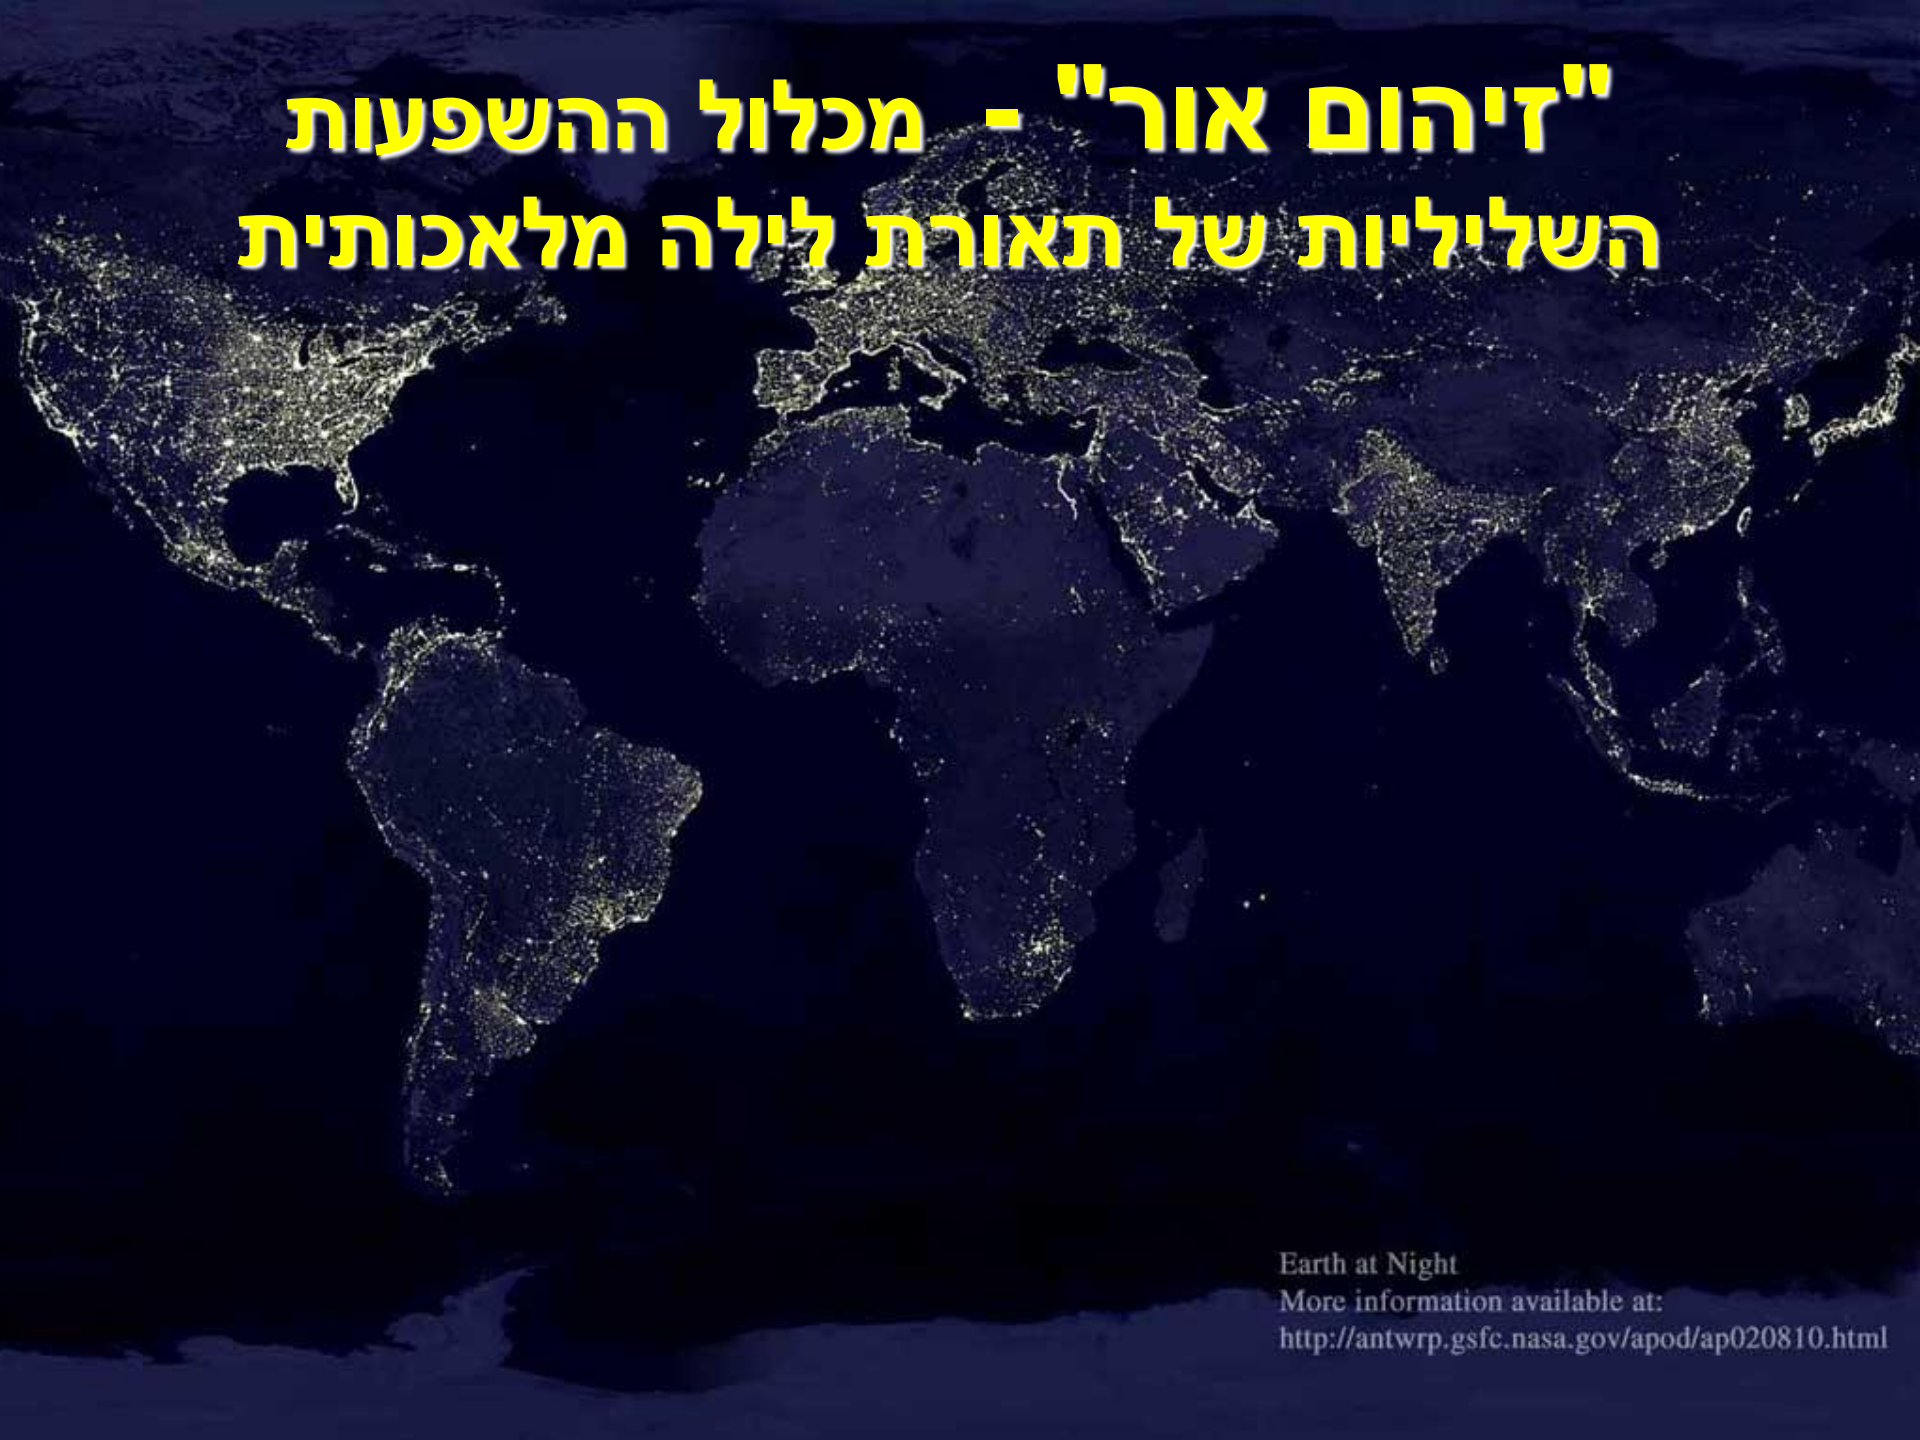 "זיהום אור" - מכלול ההשפעות
השליליות של תאורת לילה מלאכותית
Earth at Night
More information available at:
http://antwrp.gsfc.nasa.gov/apod/ap020810.html